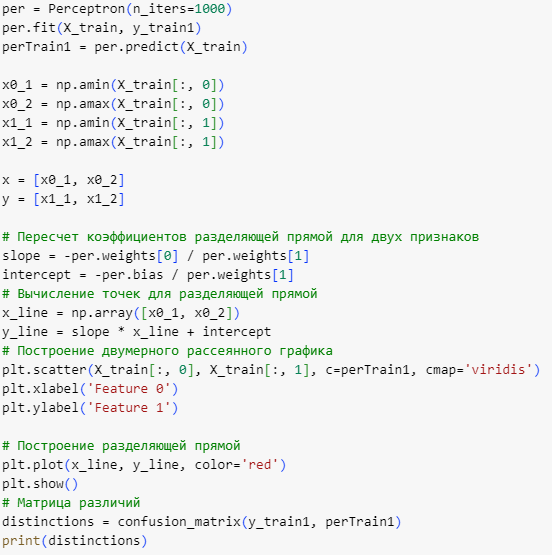 per = Perceptron(n_iters=1000)
per.fit(X_train, y_train1)
perTrain1 = per.predict(X_train)

x0_1 = np.amin(X_train[:, 0])
x0_2 = np.amax(X_train[:, 0])
x1_1 = np.amin(X_train[:, 1])
x1_2 = np.amax(X_train[:, 1])

x = [x0_1, x0_2]
y = [x1_1, x1_2]

# Пересчет коэффициентов разделяющей прямой для двух признаков
slope = -per.weights[0] / per.weights[1]
intercept = -per.bias / per.weights[1]
# Вычисление точек для разделяющей прямой
x_line = np.array([x0_1, x0_2])
y_line = slope * x_line + intercept
# Построение двумерного рассеянного графика
plt.scatter(X_train[:, 0], X_train[:, 1], c=perTrain1, cmap='viridis')
plt.xlabel('Feature 0')
plt.ylabel('Feature 1')

# Построение разделяющей прямой
plt.plot(x_line, y_line, color='red')
plt.show()
# Матрица различий
distinctions = confusion_matrix(y_train1, perTrain1)
print(distinctions)